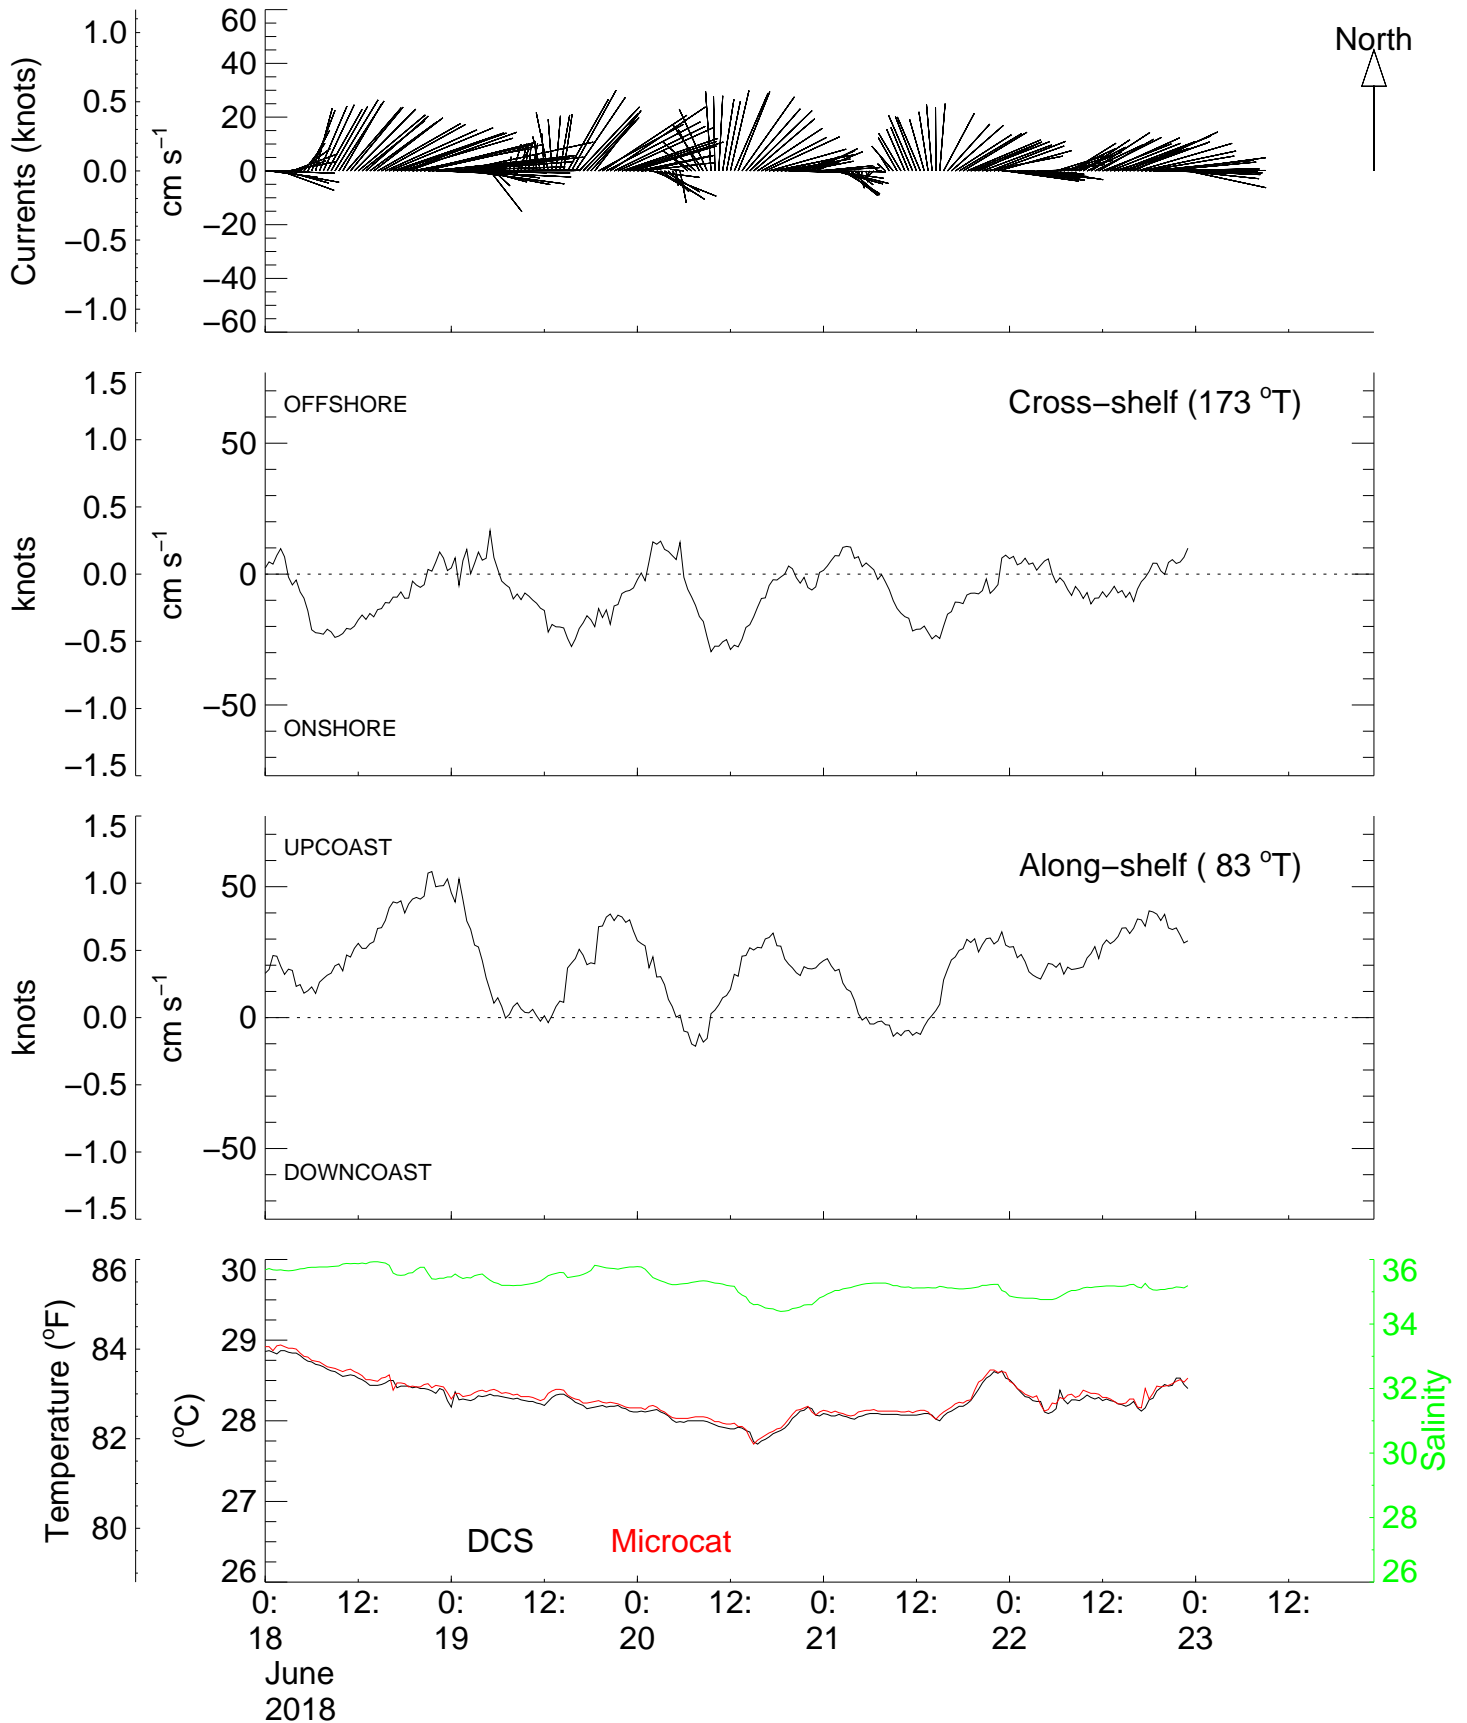 Currents (knots)
1.0
0.5
0.0
−0.5
−1.0
cm s−1
60
40
20
0
−20
−40
−60
North
knots
1.5
1.0
0.5
0.0
−0.5
−1.0
−1.5
cm s−1
50
0
−50
OFFSHORE
Cross−shelf (173 oT)
ONSHORE
knots
1.5
1.0
0.5
0.0
−0.5
−1.0
−1.5
cm s−1
50
0
−50
UPCOAST
Along−shelf ( 83 oT)
DOWNCOAST
Temperature (oF)
86
84
82
80
(oC)
30
29
28
27
26
DCS
Microcat
36
34
32
30
28
26
Salinity
0: 12: 0: 12: 0: 12: 0: 12: 0: 12: 0: 12:
18 19 20 21 22 23
June
2018